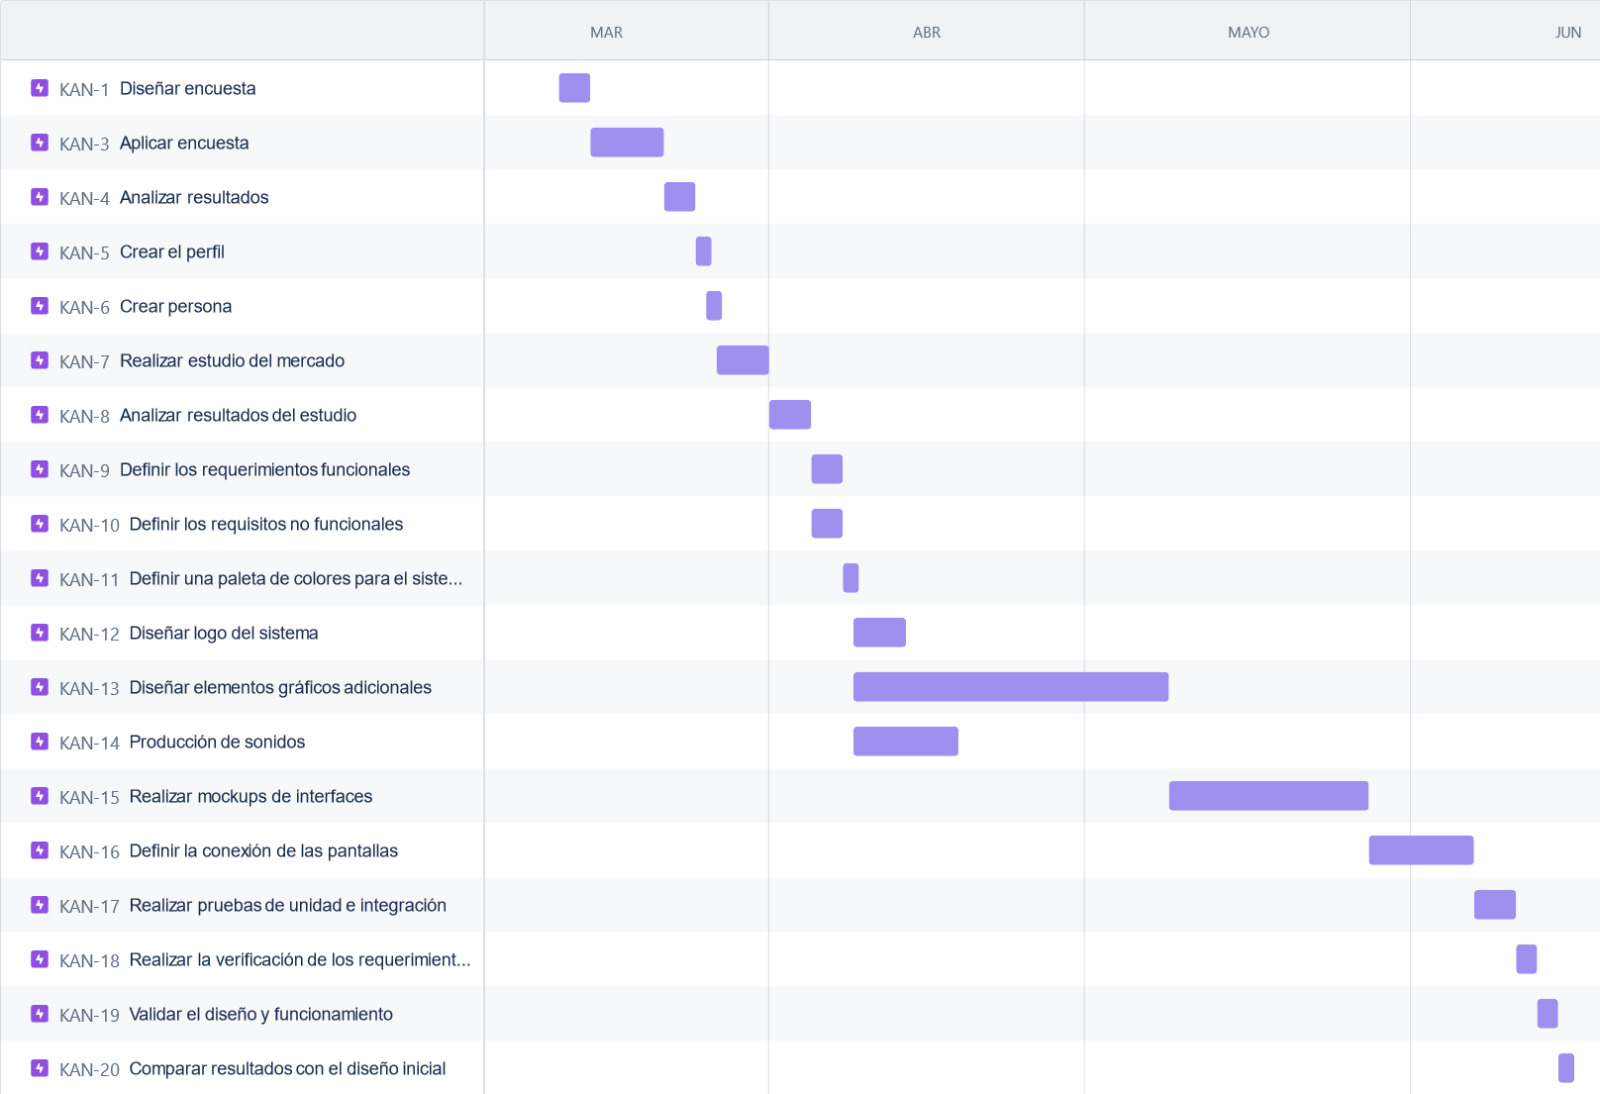 MAR ABR MAYO JUN
KAN-1 Diseñar encuesta
KAN-3 Aplicar encuesta
KAN-4 Analizar resultados
KAN-5 Crear el perfil
KAN-6 Crear persona
KAN-7 Realizar estudio del mercado
KAN-8 Analizar resultados del estudio
KAN-9 Definir los requerimientos funcionales
KAN-10 Definir los requisitos no funcionales
KAN-11 Definir una paleta de colores para el siste...
KAN-12 Diseñar logo del sistema
KAN-13 Diseñar elementos gráficos adicionales
KAN-14 Producción de sonidos
KAN-15 Realizar mockups de interfaces
KAN-16 Definir la conexión de las pantallas
KAN-17 Realizar pruebas de unidad e integración
KAN-18 Realizar la verificación de los requerimient...
KAN-19 Validar el diseño y funcionamiento
KAN-20 Comparar resultados con el diseño inicial